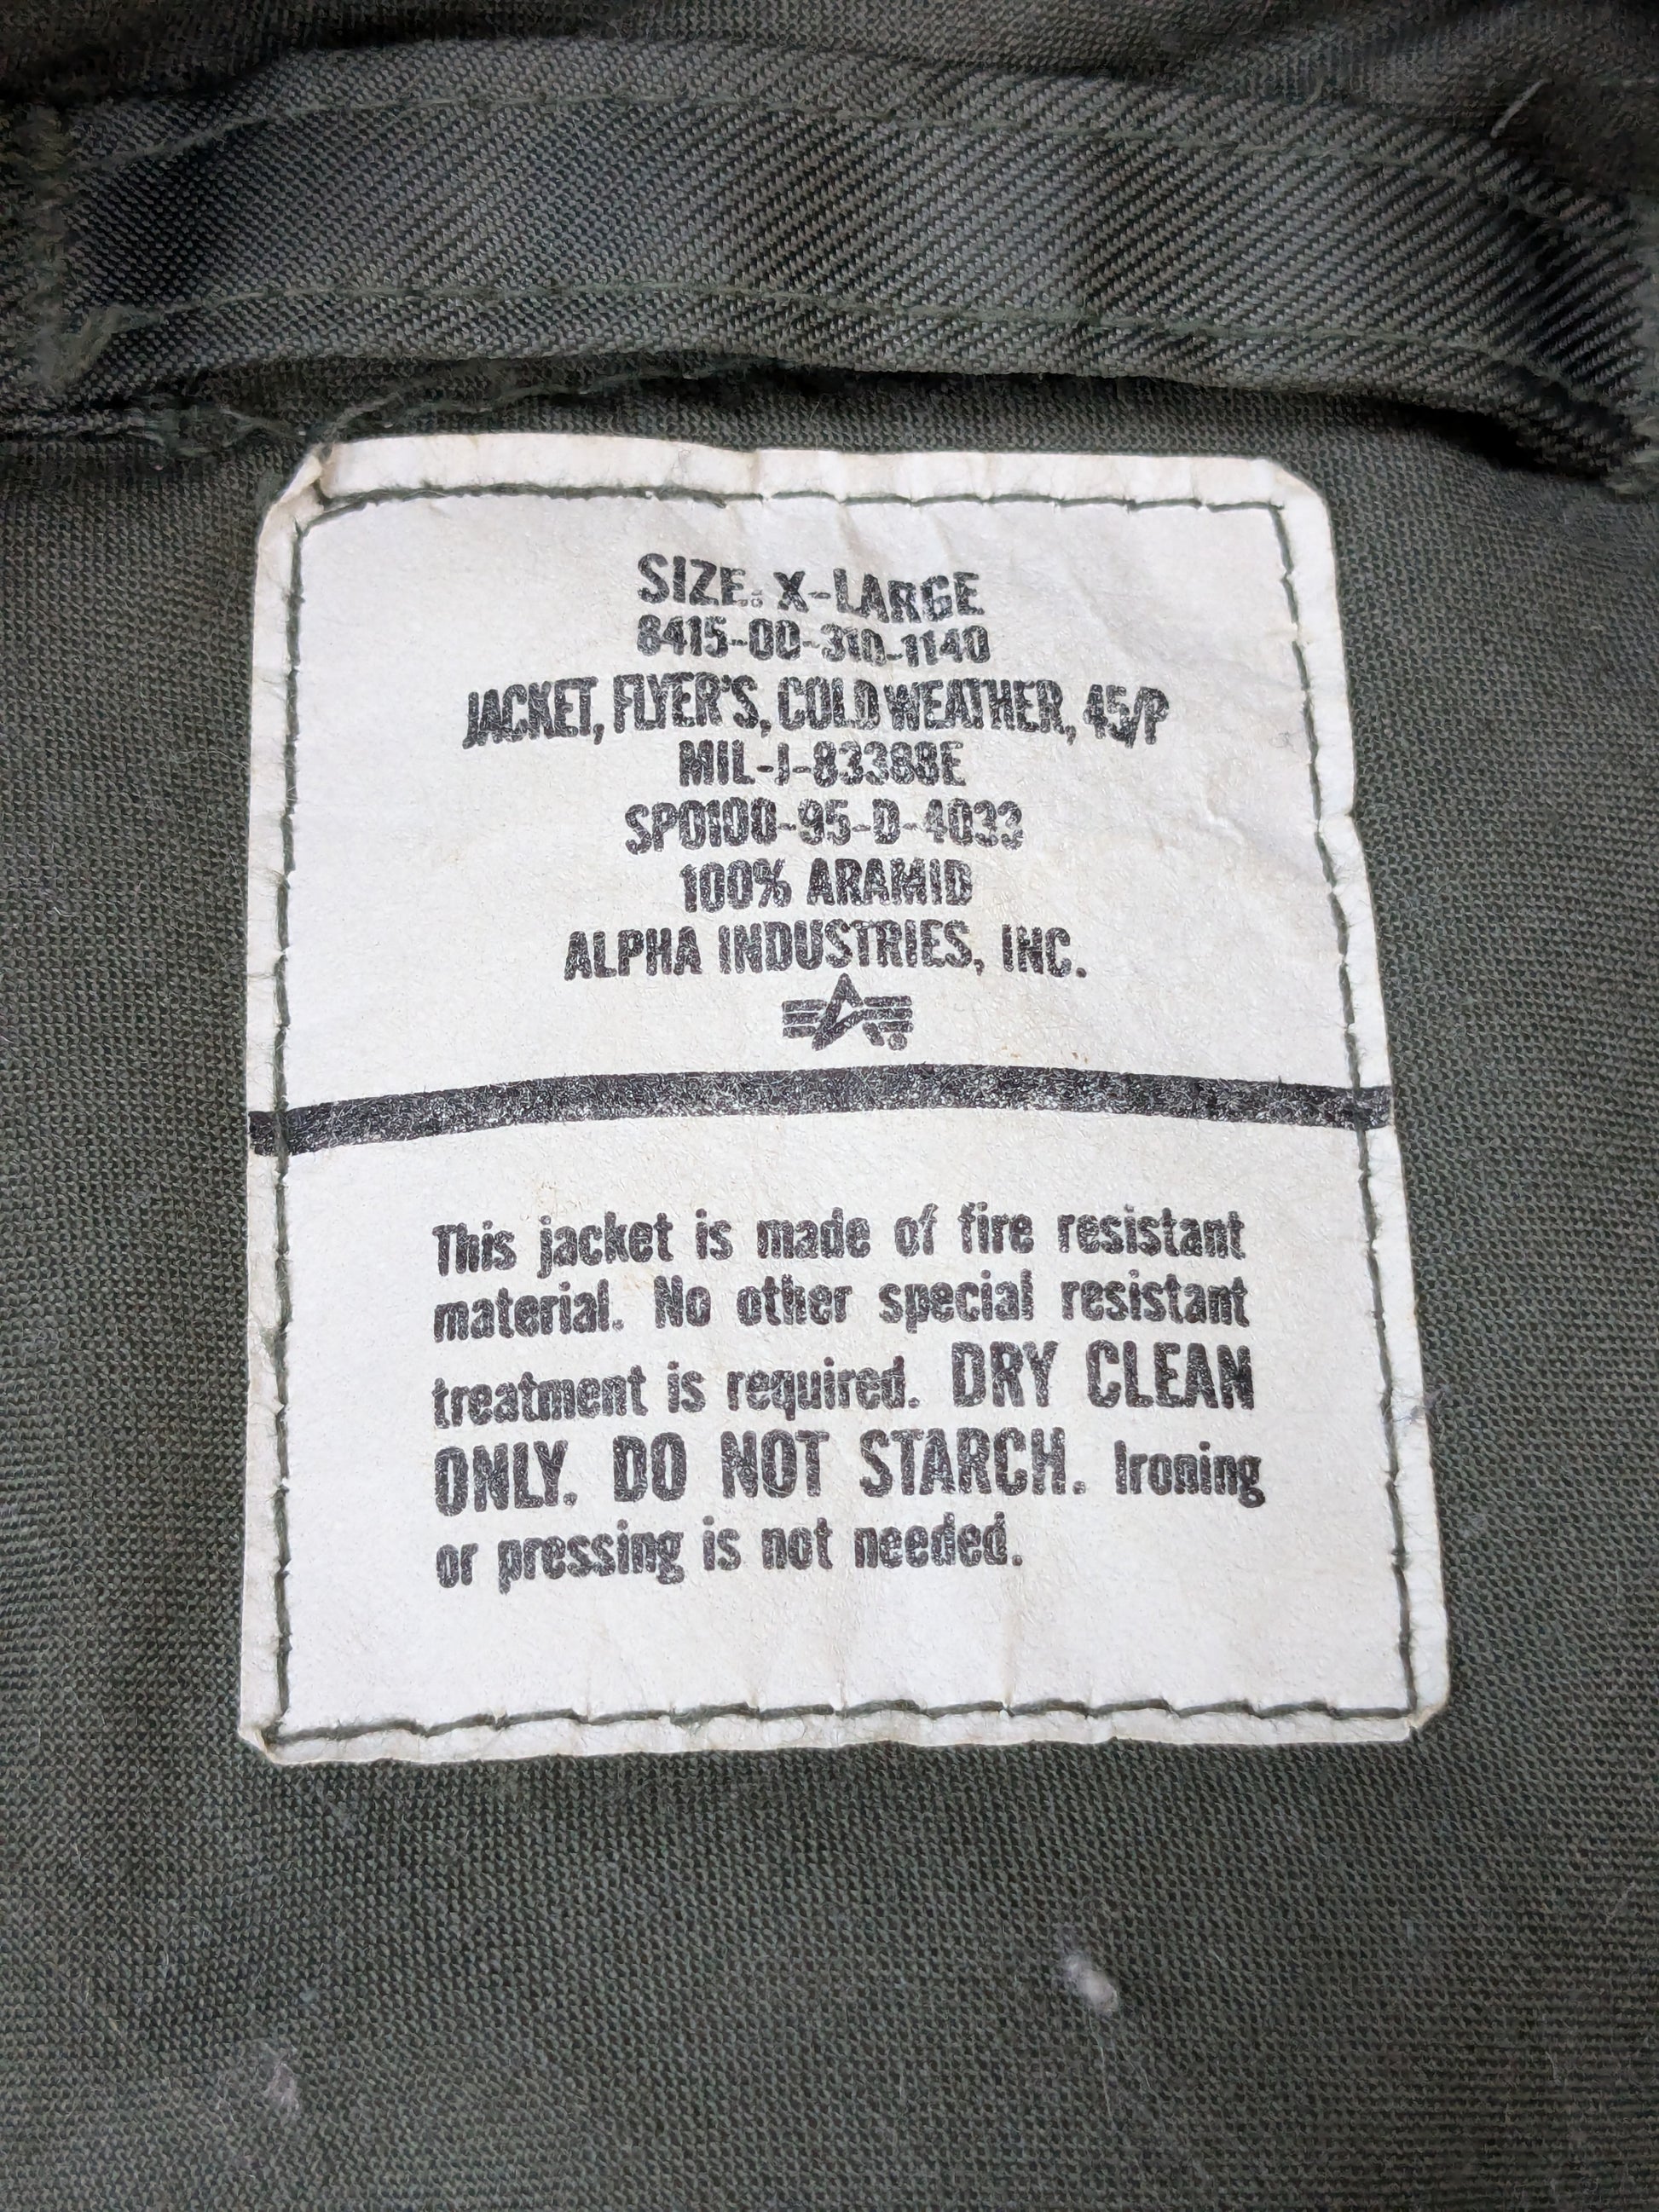 SIZE: X-LARGE
8415-00-310-1140
JACKET, FLYER'S, COLD WEATHER, 45/P
MIL-J-83388E
SP0100-95-D-4033
100% ARAMID
ALPHA INDUSTRIES, INC.
This jacket is made of fire resistant
material. No other special resistant
treatment is required. DRY CLEAN
ONLY. DO NOT STARCH. Ironing
or pressing is not needed.